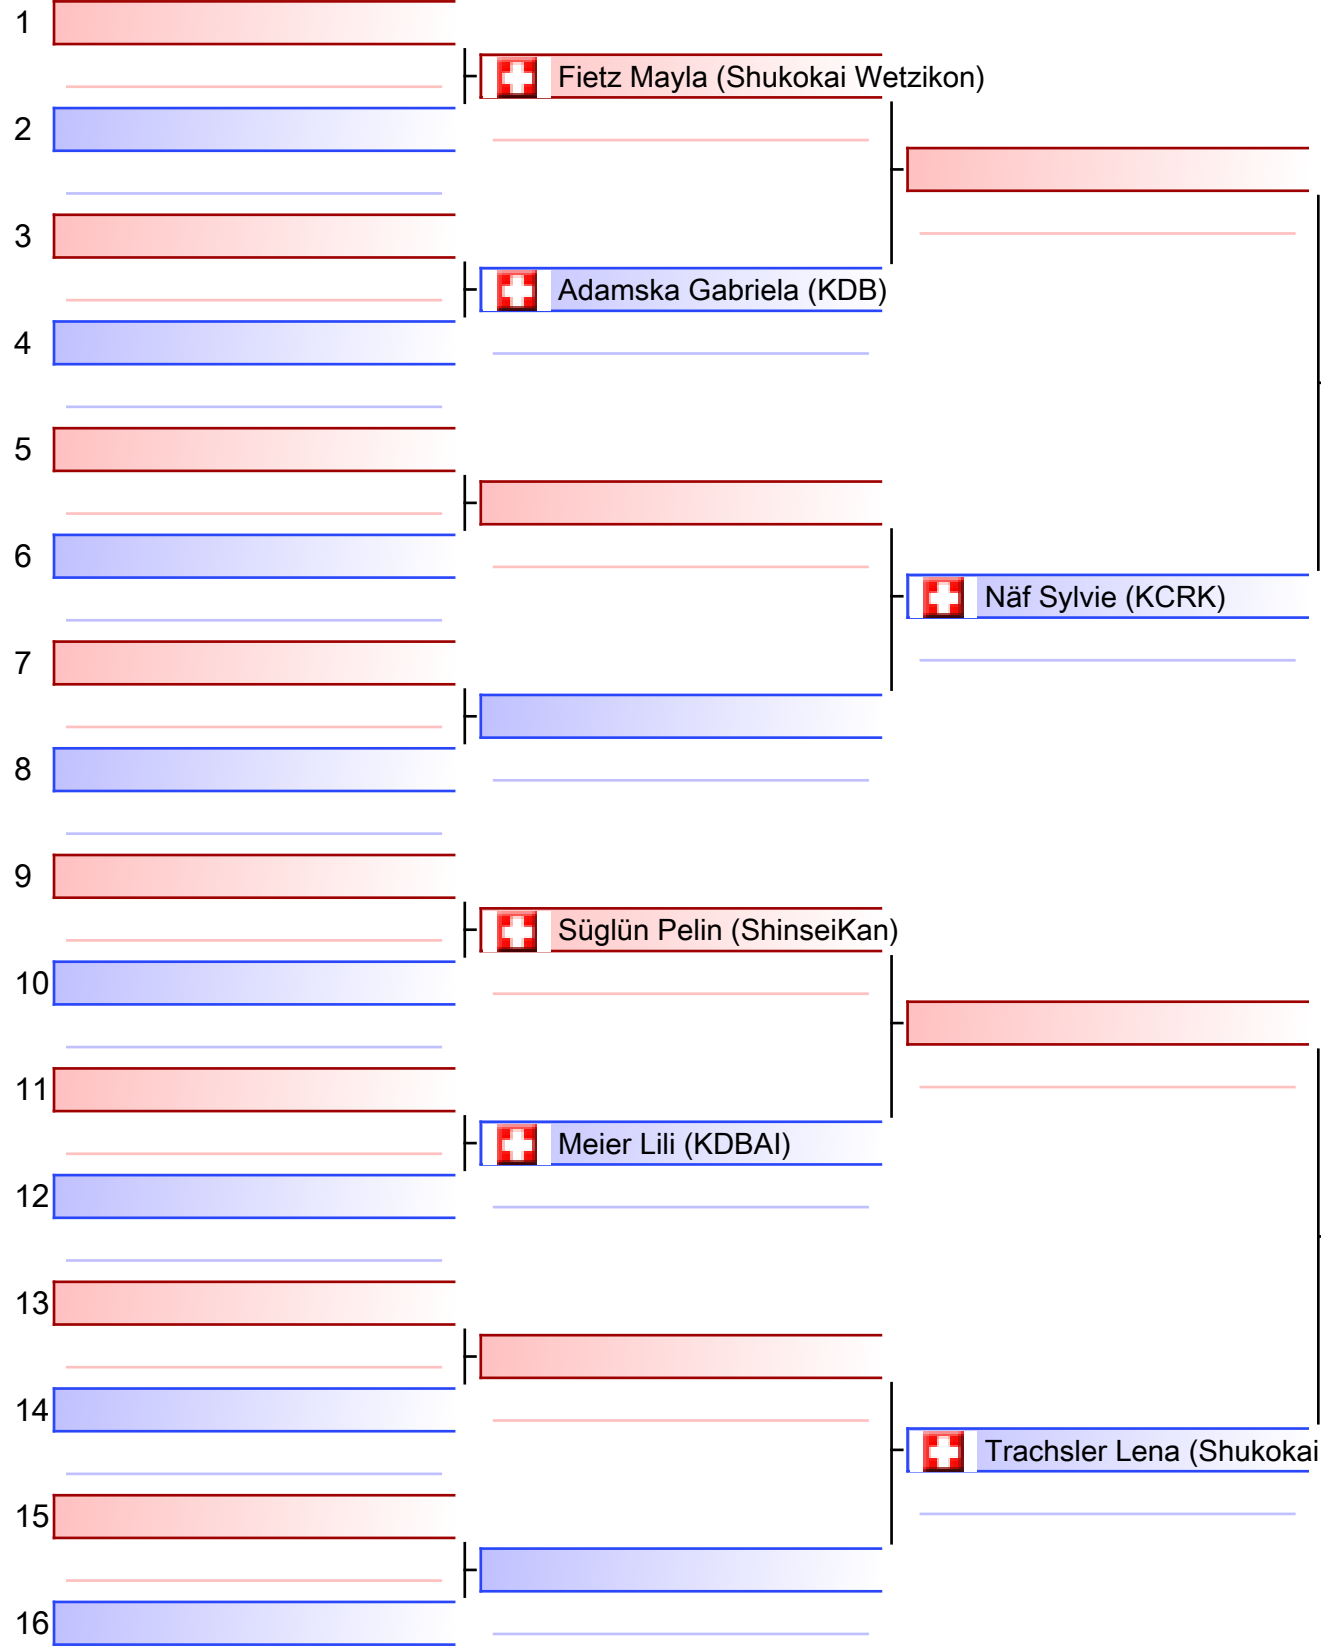 1
Fietz Mayla (Shukokai Wetzikon)
2
3
Adamska Gabriela (KDB)
4
5
6
Näf Sylvie (KCRK)
7
8
9
Süglün Pelin (ShinseiKan)
10
11
Meier Lili (KDBAI)
12
13
14
Trachsler Lena (Shukokai
15
16